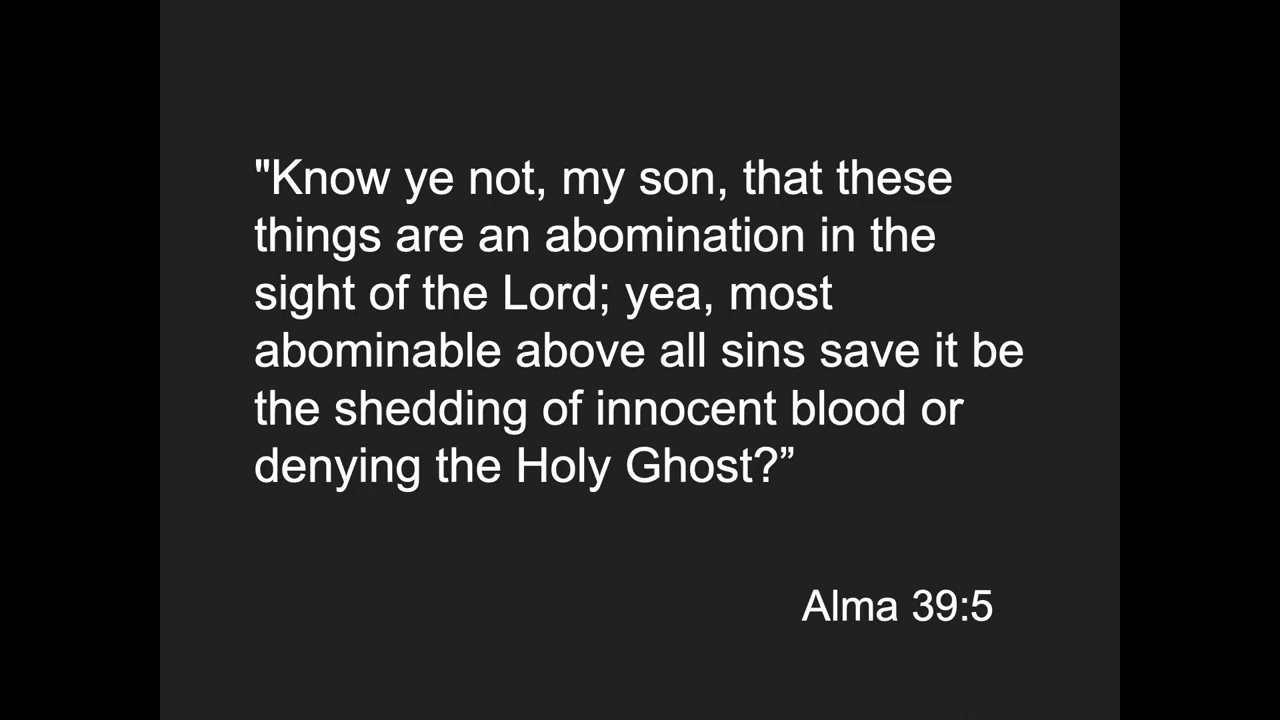 "Know ye not, my son, that these
things are an abomination in the
sight of the Lord; yea, most
abominable above all sins save it be
the shedding of innocent blood or
denying the Holy Ghost?”
Alma 39:5